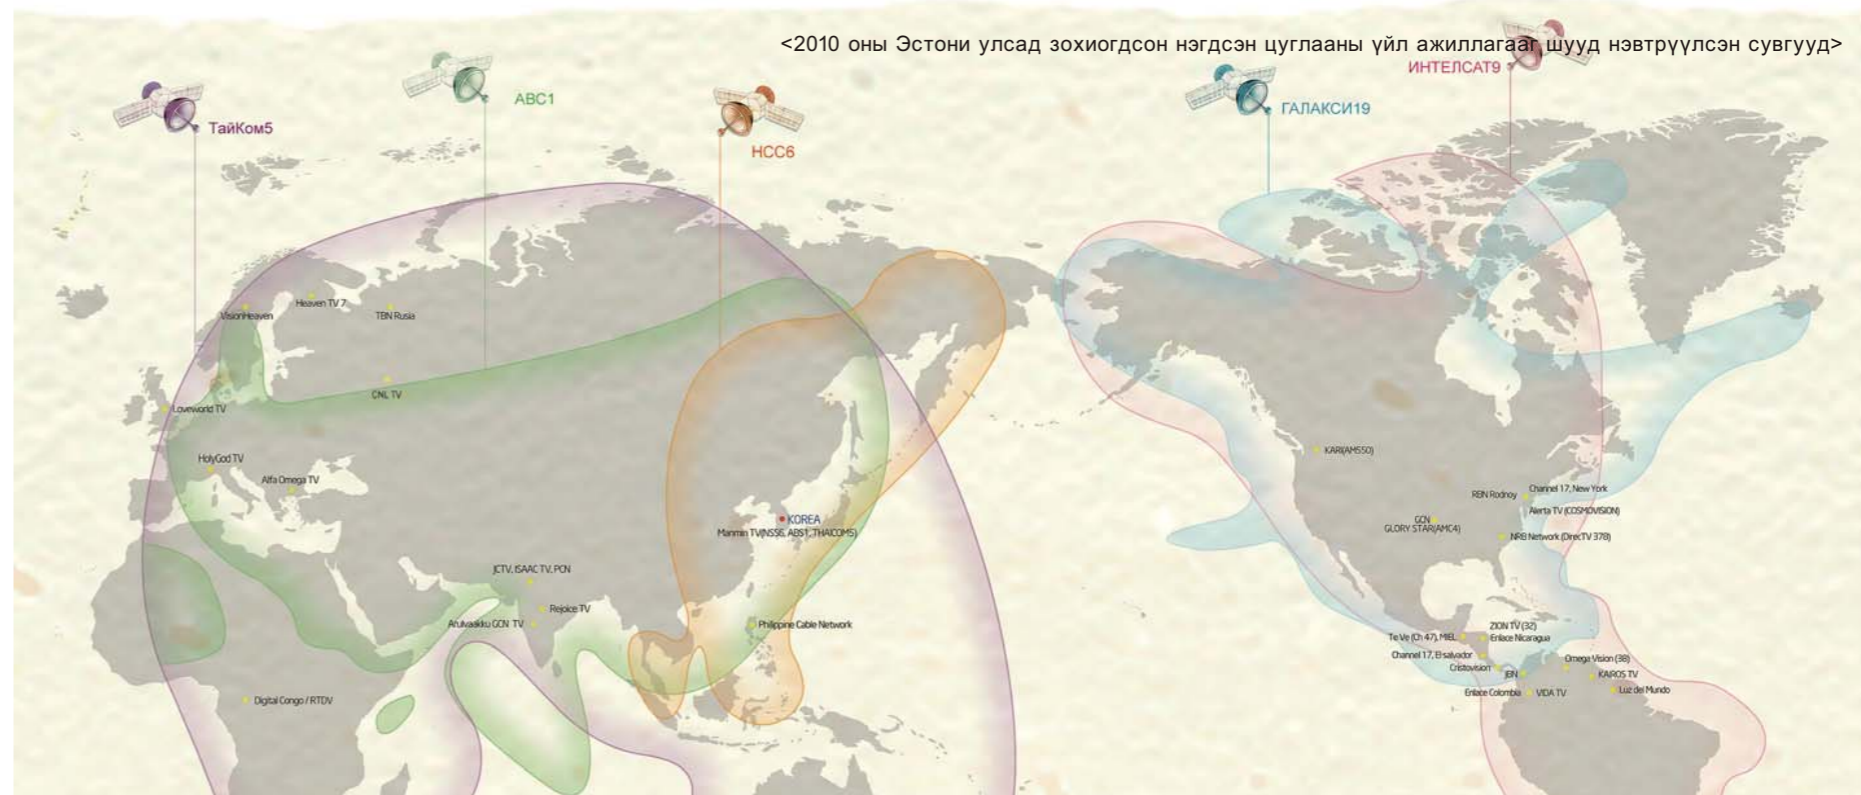 <2010 оны Эстони улсад зохиогдсон нэгдсэн цуглааны үйл ажиллагааг шууд нэвтрүүлсэн сувгууд>
ИНТЕЛСАТ9
АВС1
ГАЛАКСИ19
ТайКом5
НСС6
Heaven TV 7
VisionHeaven
TBN Rusia
CNL TV
Loveworld TV
HolyGod TV
Alfa Omega TV
KOREA
Manmin TV(NSS6, ABS1, THAICOM5)
JCTV, ISAAC TV, PCN
Rejoice TV
Arulvaakku GCN TV
Philippine Cable Network
Digital Congo / RTDV
KARI(AM550)
RBN Rodnoy
Channel 17, New York
Alerta TV (COSMOVISION)
GCN
GLORY STAR(AMC4)
NRB Network (DirecTV 378)
ZION TV (32)
Te Ve (Ch 47), MIEL
Enlace Nicaragua
Channel 17, El salvador
Omega Vision (38)
Cristovision
JBN
KAIROS TV
Enlace Colombia
VIDA TV
Luz del Mundo